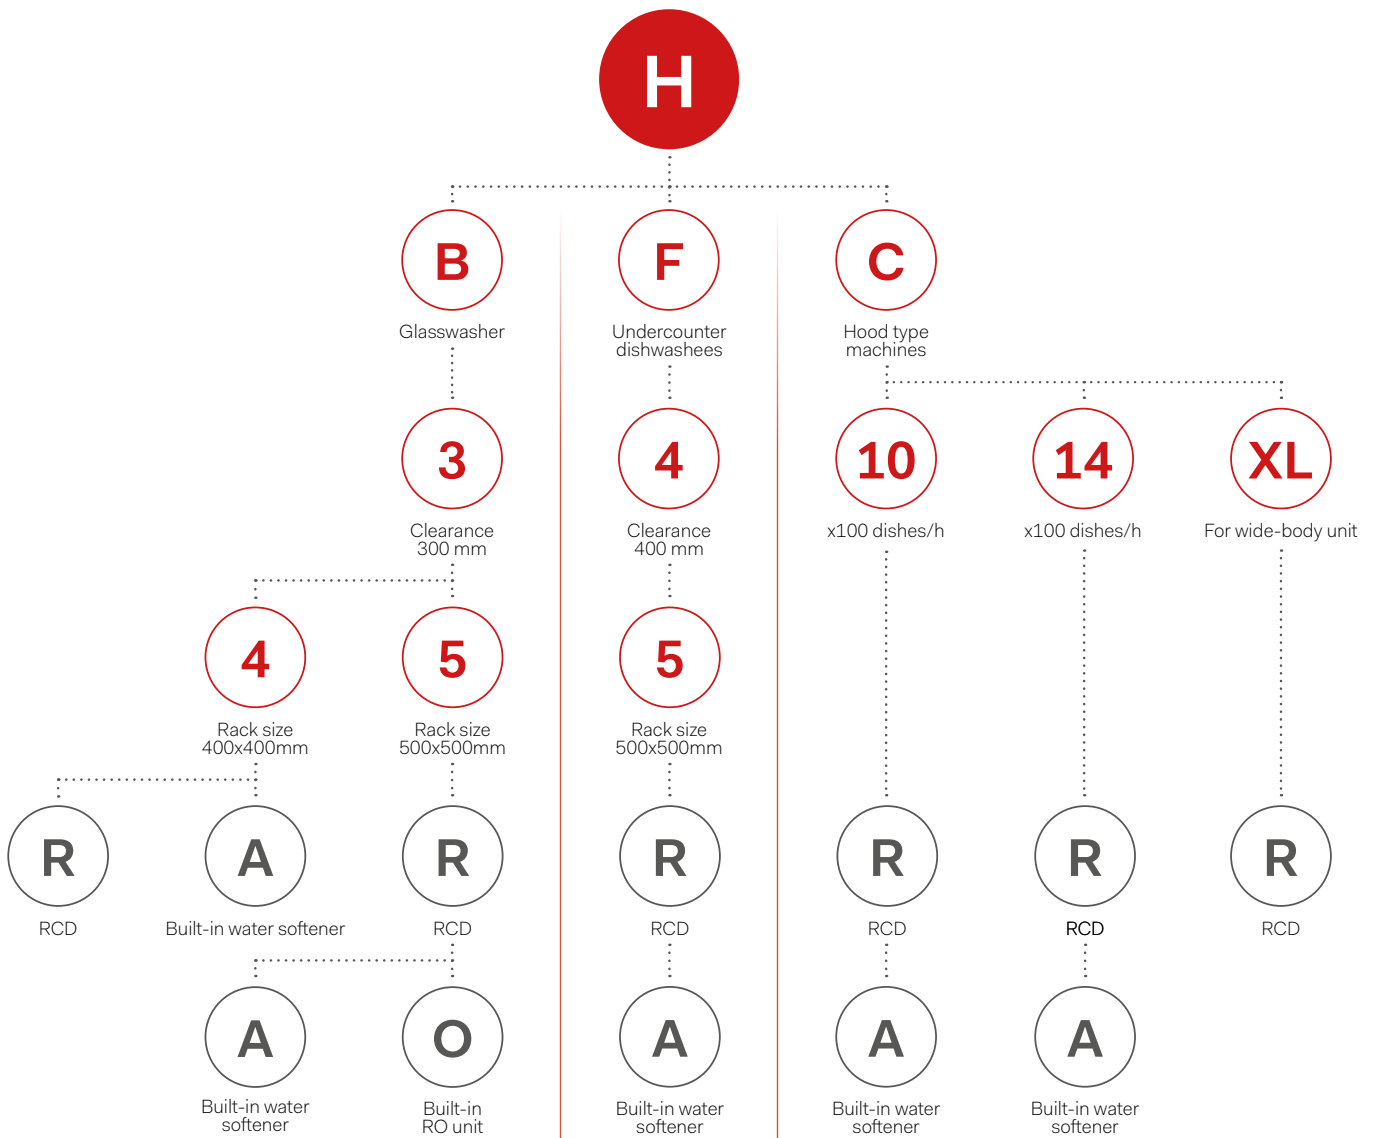 H
B
F
C
Glasswasher
Undercounter
dishwashees
Hood type
machines
3
4
10
14
XL
Clearance
300 mm
Clearance
400 mm
x100 dishes/h
x100 dishes/h
For wide-body unit
4
5
5
Rack size
400x400mm
Rack size
500x500mm
Rack size
500x500mm
R
A
R
R
R
R
R
RCD
Built-in water softener
RCD
RCD
RCD
RCD
RCD
A
O
A
A
A
Built-in water
softener
Built-in
RO unit
Built-in water
softener
Built-in water
softener
Built-in water
softener